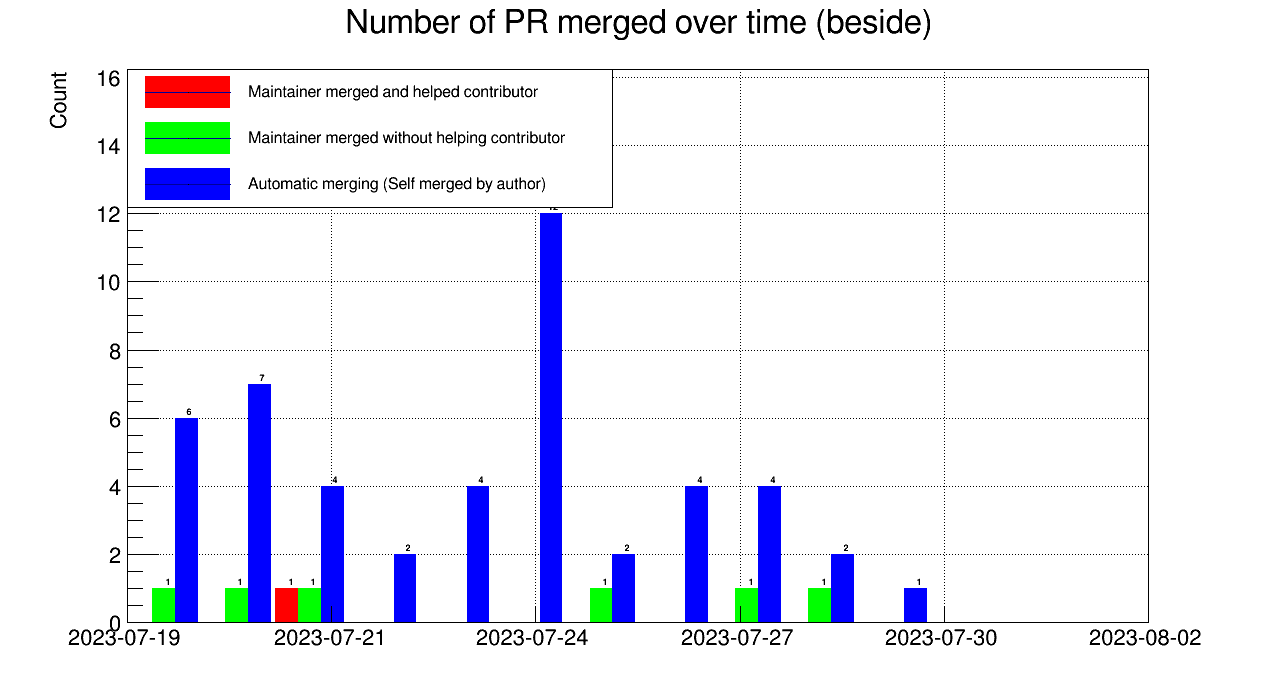 Number of PR merged over time (beside)
Count
16
14
12
10
8
6
4
2
0
Maintainer merged and helped contributor
Maintainer merged without helping contributor
Automatic merging (Self merged by author)
1 6 1 7 1 1 4 2 4 1 2 4 1 4 1 2 1
2023-07-19 2023-07-21 2023-07-24 2023-07-27 2023-07-30 2023-08-02